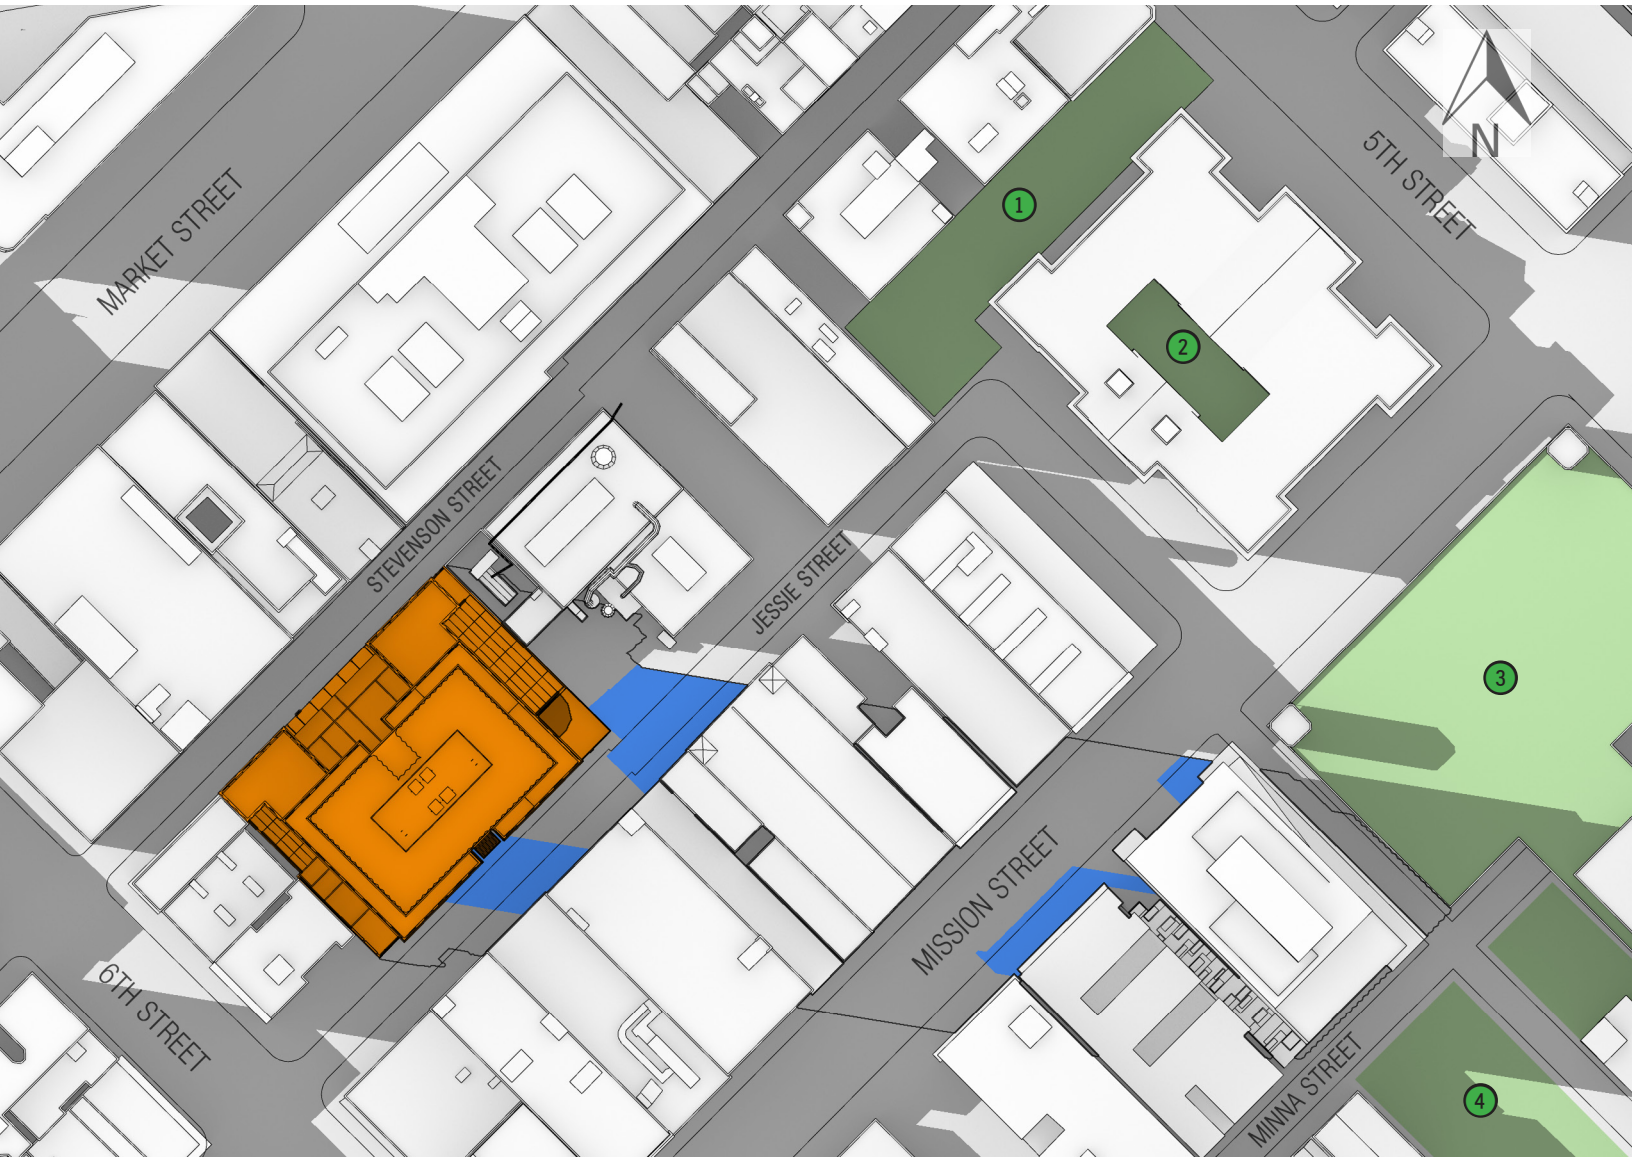 N
5TH STREET
MARKET STREET
1
2
STEVENSON STREET
JESSIE STREET
3
MISSION STREET
6TH STREET
MINNA STREET
4